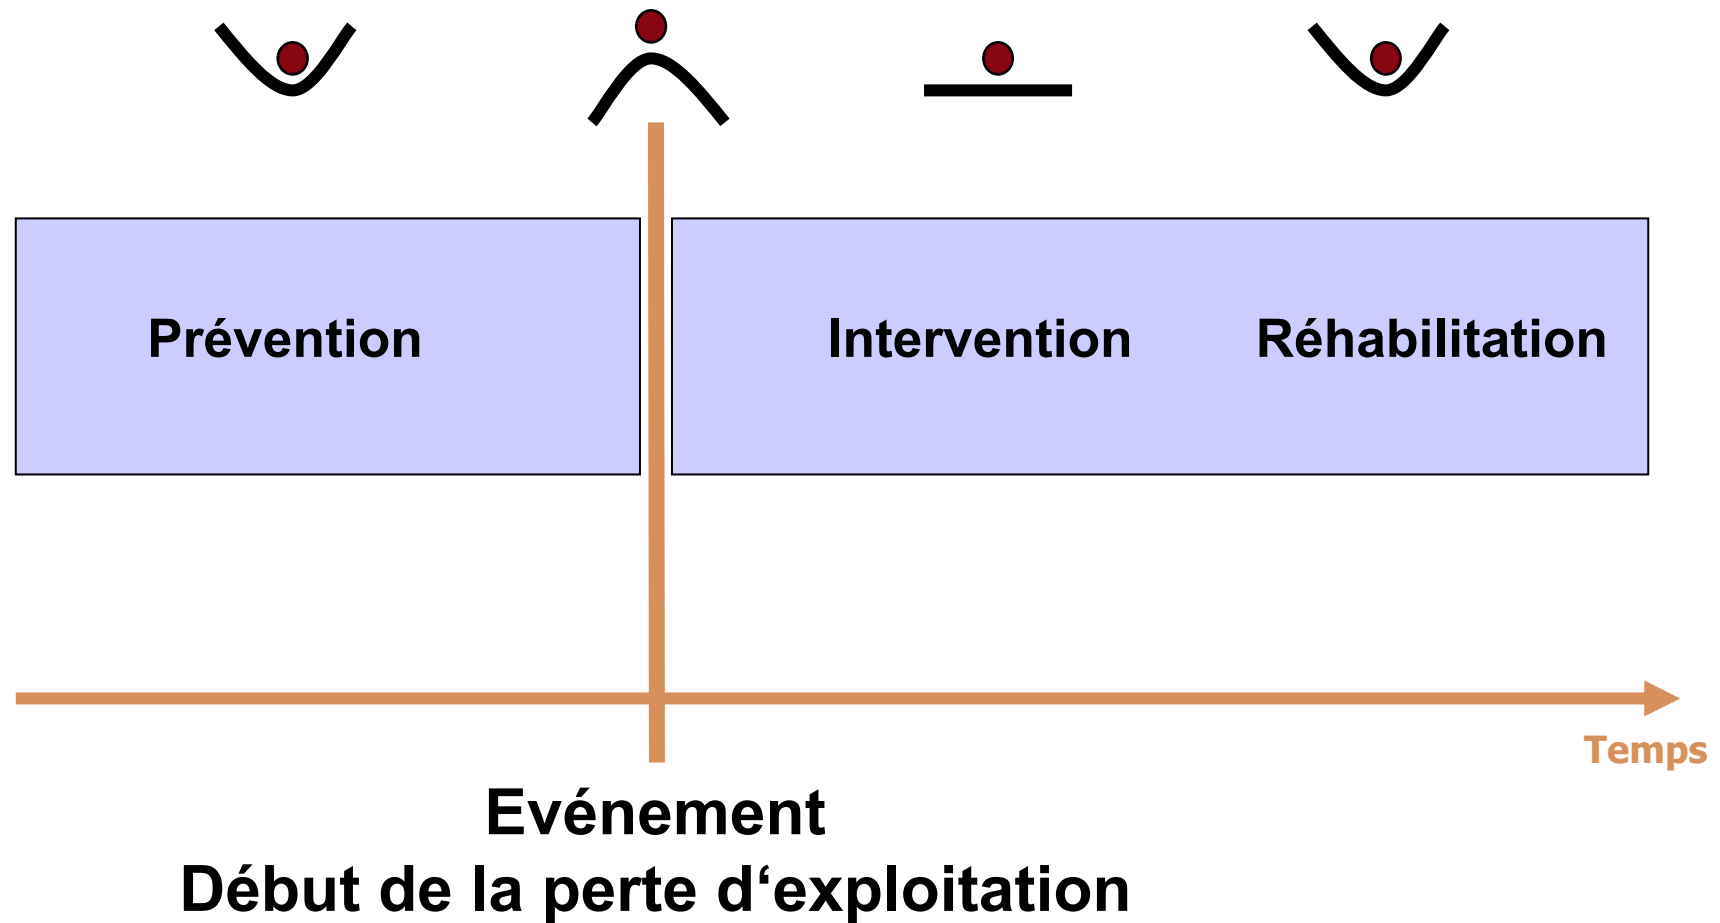 Prévention
Intervention
Réhabilitation
Temps
Evénement
Début de la perte d‘exploitation